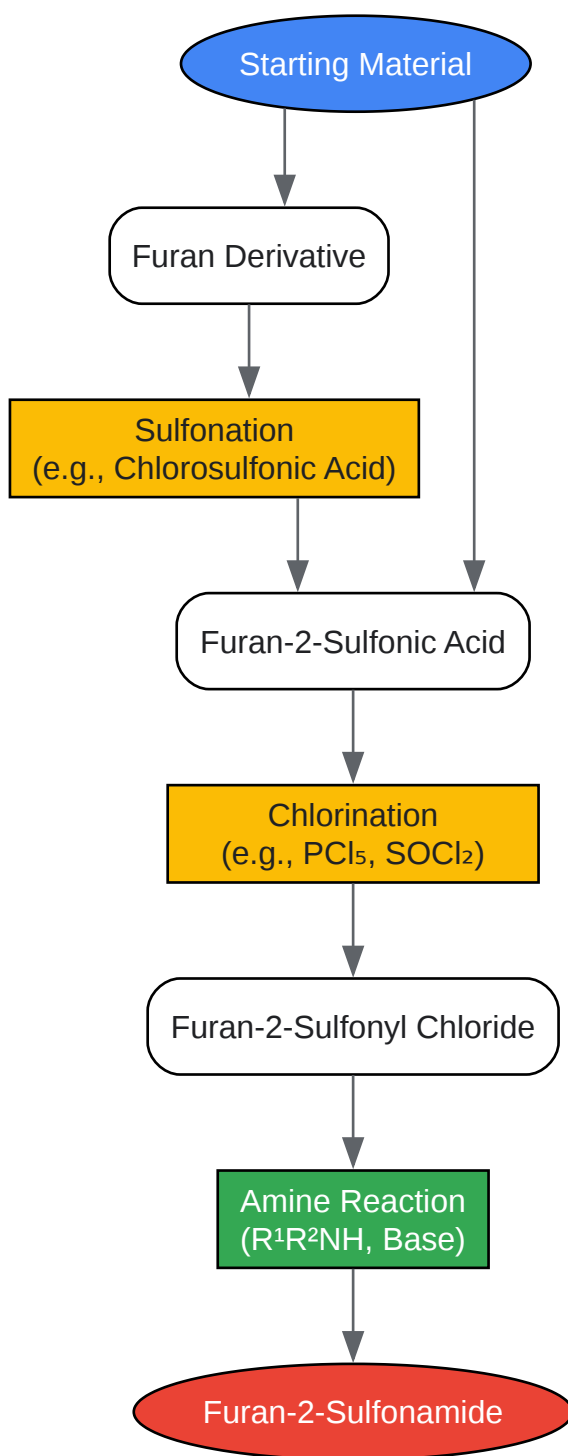 Starting Material
Furan Derivative
Sulfonation
(e.g., Chlorosulfonic Acid)
Furan-2-Sulfonic Acid
Chlorination
(e.g., PCl₅, SOCl₂)
Furan-2-Sulfonyl Chloride
Amine Reaction
(R¹R²NH, Base)
Furan-2-Sulfonamide